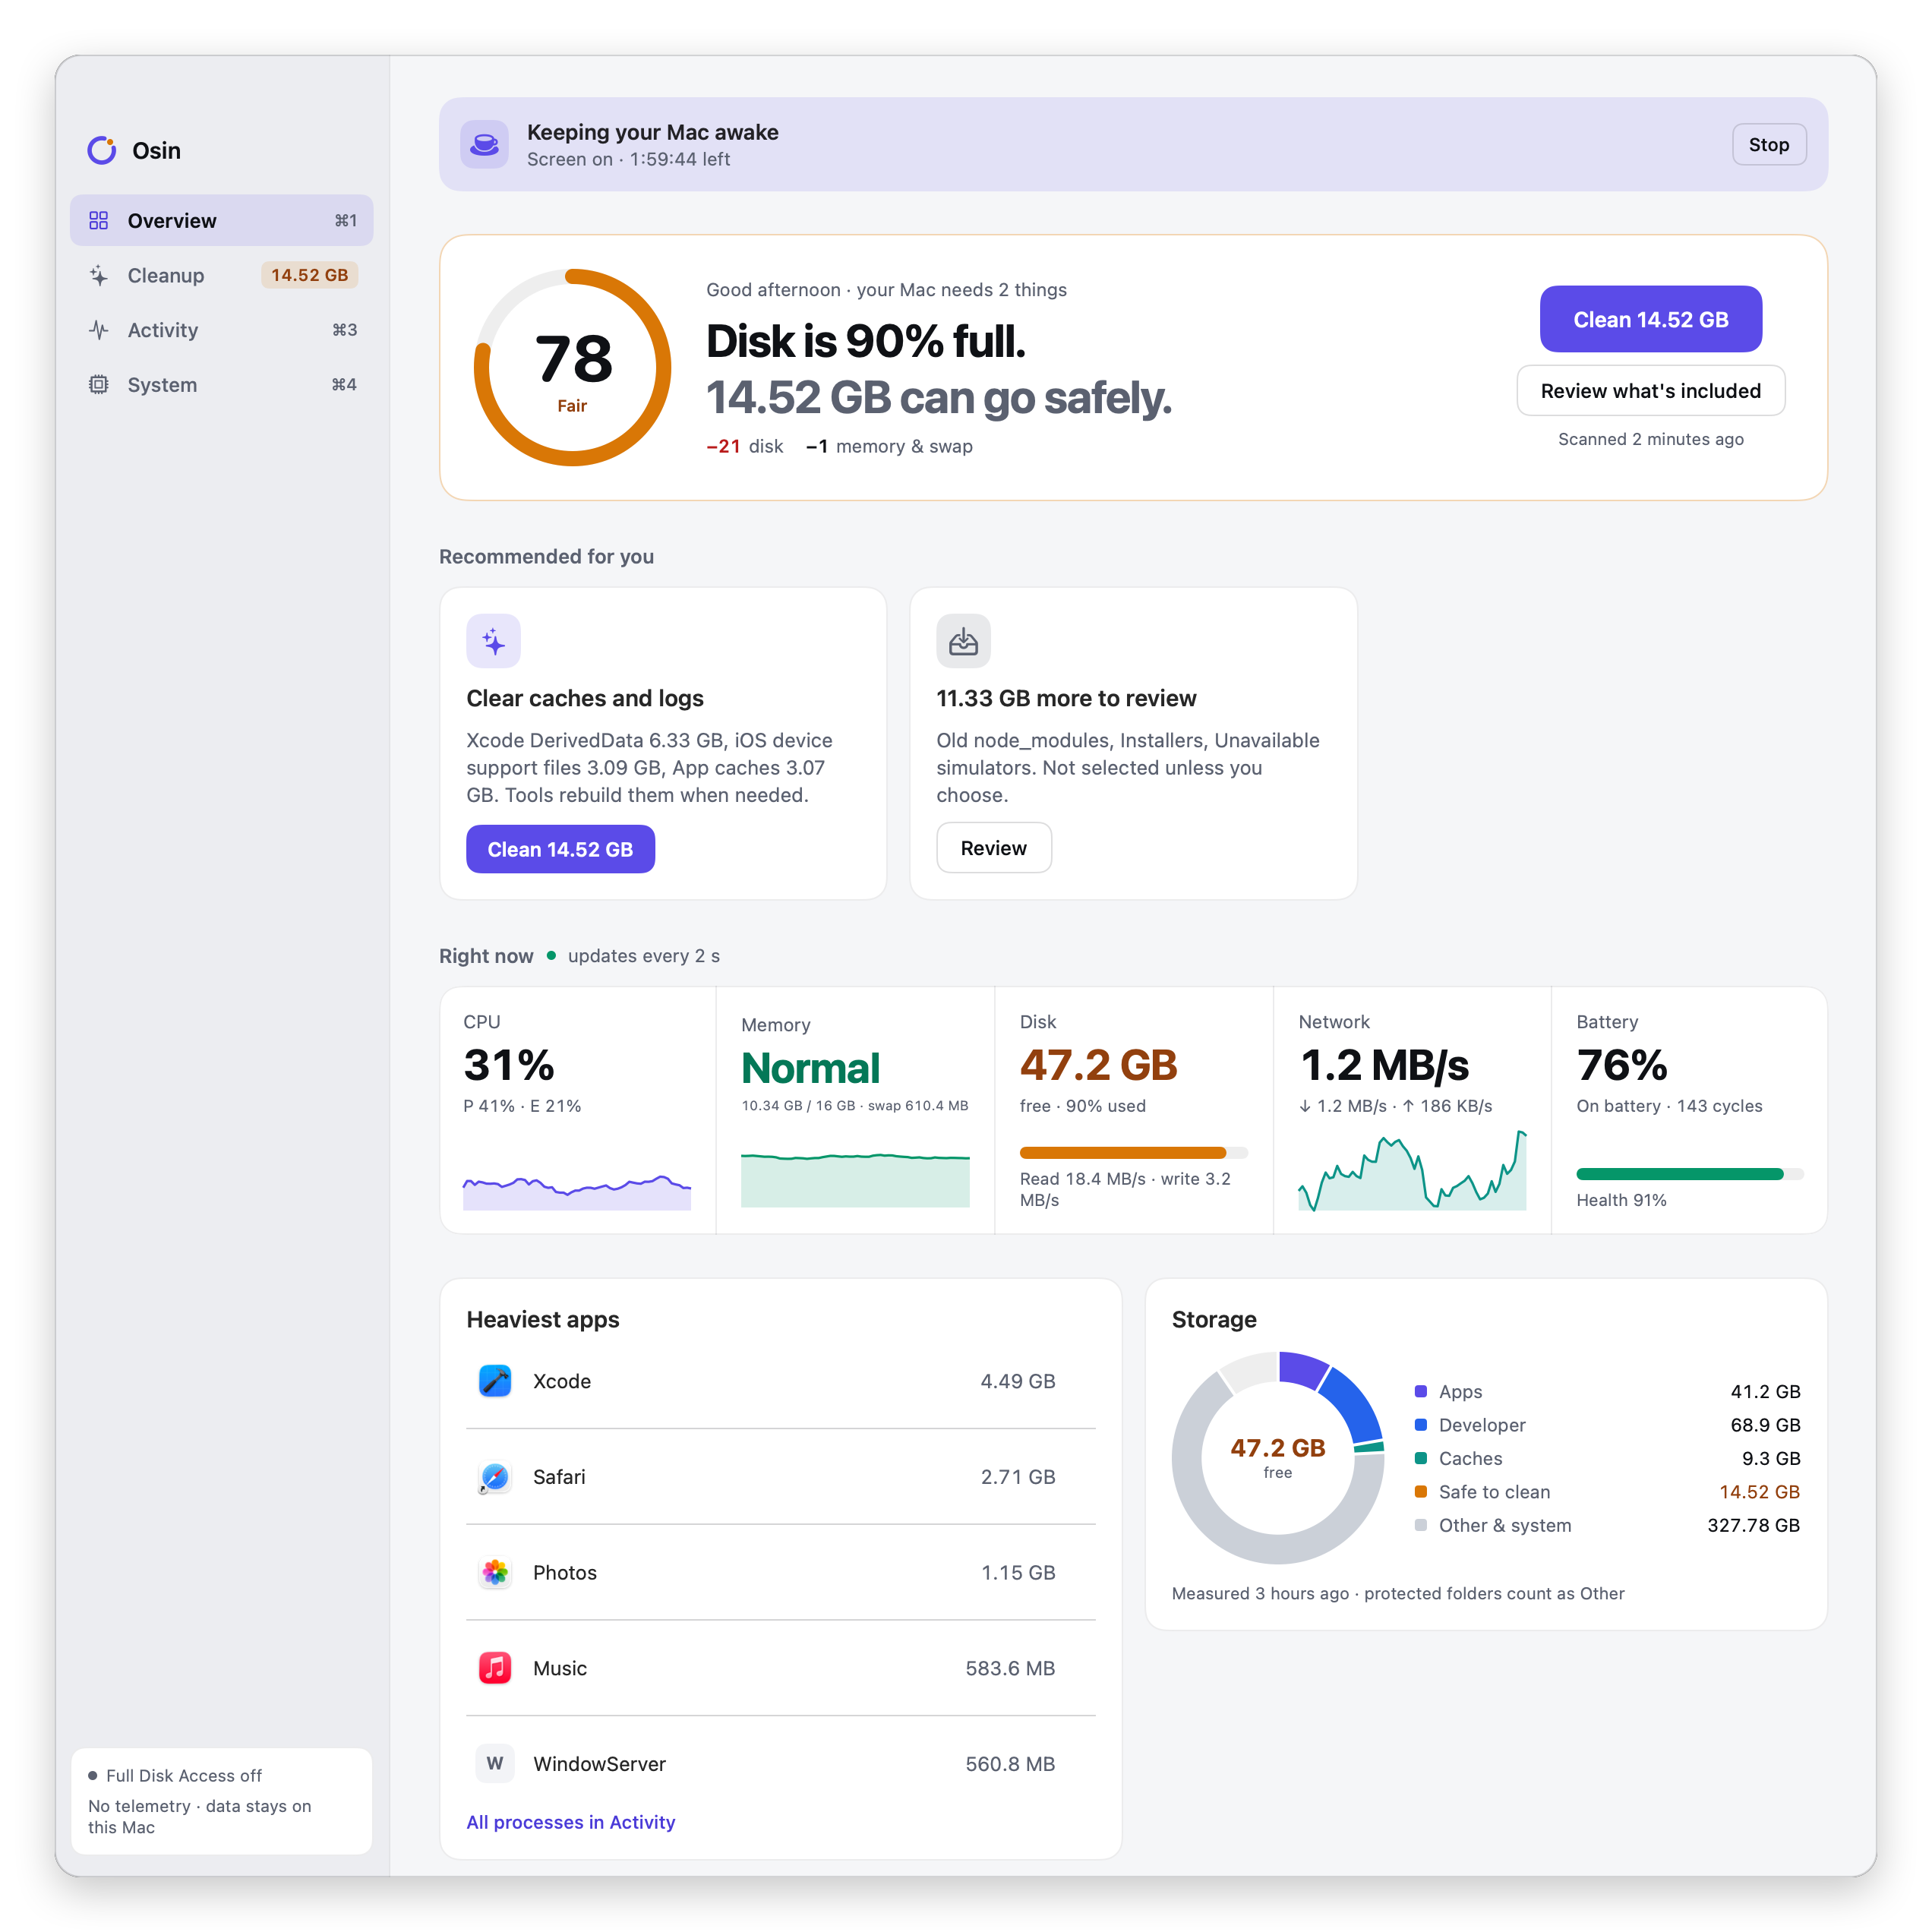 Osin
Overview ⌘1
Cleanup 14.52 GB
Activity ⌘3
System ⌘4
Full Disk Access off
No telemetry · data stays on
this Mac
Keeping your Mac awake
Screen on · 1:59:44 left
Stop
78
Fair
Good afternoon · your Mac needs 2 things
Disk is 90% full.
14.52 GB can go safely.
−21 disk −1 memory & swap
Clean 14.52 GB
Review what's included
Scanned 2 minutes ago
Recommended for you
Clear caches and logs
Xcode DerivedData 6.33 GB, iOS device
support files 3.09 GB, App caches 3.07
GB. Tools rebuild them when needed.
Clean 14.52 GB
11.33 GB more to review
Old node_modules, Installers, Unavailable
simulators. Not selected unless you
choose.
Review
Right now updates every 2 s
CPU
31%
P 41% · E 21%
Memory
Normal
10.34 GB / 16 GB · swap 610.4 MB
Disk
47.2 GB
free · 90% used
Read 18.4 MB/s · write 3.2
MB/s
Network
1.2 MB/s
↓ 1.2 MB/s · ↑ 186 KB/s
Battery
76%
On battery · 143 cycles
Health 91%
Heaviest apps
Xcode 4.49 GB
Safari 2.71 GB
Photos 1.15 GB
Music 583.6 MB
W WindowServer 560.8 MB
All processes in Activity
Storage
47.2 GB
free
Apps 41.2 GB
Developer 68.9 GB
Caches 9.3 GB
Safe to clean 14.52 GB
Other & system 327.78 GB
Measured 3 hours ago · protected folders count as Other